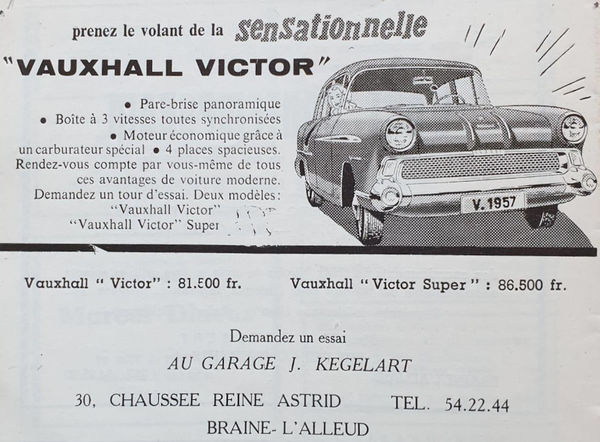 prenez le volant de la sensationnelle
"VAUXHALL VICTOR"
• Pare-brise panoramique
• Boîte à 3 vitesses toutes synchronisées
• Moteur économique grâce à
un carburateur spécial • 4 places spacieuses.
Rendez-vous compte par vous-même de tous
ces avantages de voiture moderne.
Demandez un tour d'essai. Deux modèles:
"Vauxhall Victor"
"Vauxhall Victor" Super
V.1957
Vauxhall "Victor" : 81.500 fr.
Vauxhall "Victor Super" : 86.500 fr.
Demandez un essai
AU GARAGE J. KEGELART
30, CHAUSSEE REINE ASTRID TEL. 54.22.44
BRAINE-L'ALLEUD